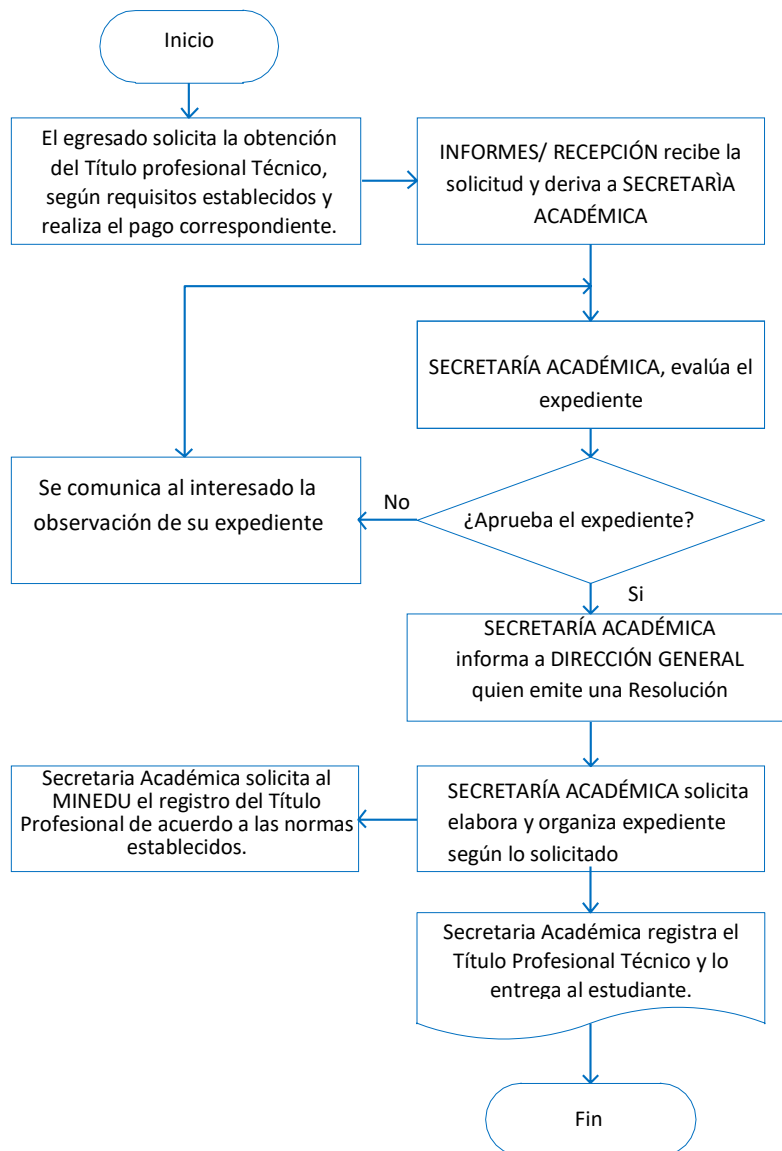 Inicio
El egresado solicita la obtención
del Título profesional Técnico,
según requisitos establecidos y
realiza el pago correspondiente.
INFORMES/ RECEPCIÓN recibe la
solicitud y deriva a SECRETARÌA
ACADÉMICA
SECRETARÍA ACADÉMICA, evalúa el
expediente
¿Aprueba el expediente?
No
Se comunica al interesado la
observación de su expediente
Si
SECRETARÍA ACADÉMICA
informa a DIRECCIÓN GENERAL
quien emite una Resolución
SECRETARÍA ACADÉMICA solicita
elabora y organiza expediente
según lo solicitado
Secretaria Académica solicita al
MINEDU el registro del Título
Profesional de acuerdo a las normas
establecidos.
Secretaria Académica registra el
Título Profesional Técnico y lo
entrega al estudiante.
Fin